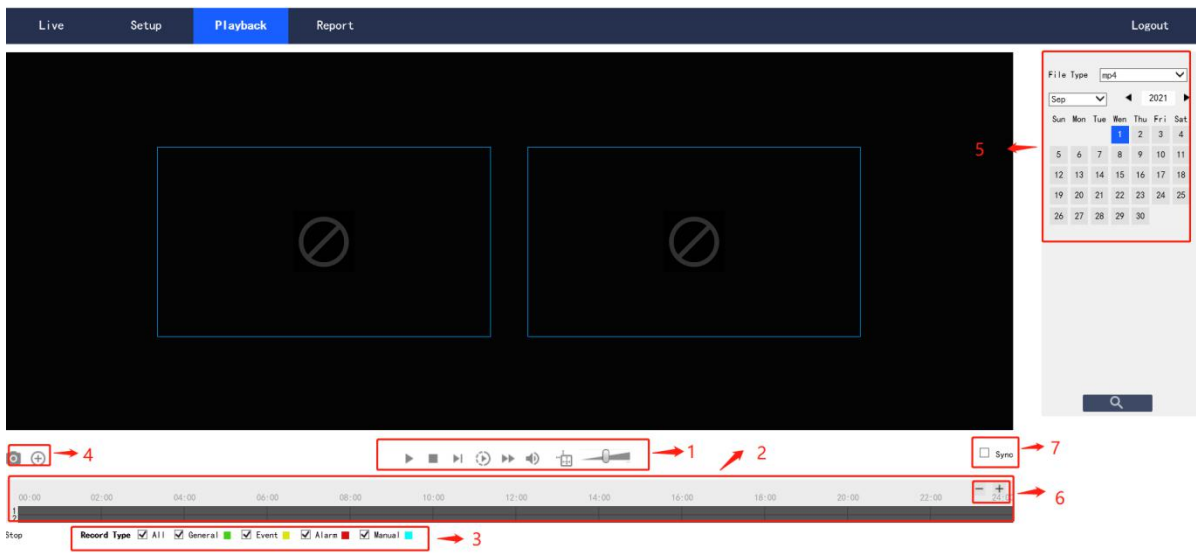 Live Setup Playback Report Logout
File Type mp4
Sep 2021
Sun Mon Tue Wen Thu Fri Sat
1 2 3 4
5 6 7 8 9 10 11
12 13 14 15 16 17 18
19 20 21 22 23 24 25
26 27 28 29 30
5
4
1
2
Sync
7
00:00 02:00 04:00 06:00 08:00 10:00 12:00 14:00 16:00 18:00 20:00 22:00 24:00
6
1
2
Stop
Record Type All General Event Alarm Manual
3